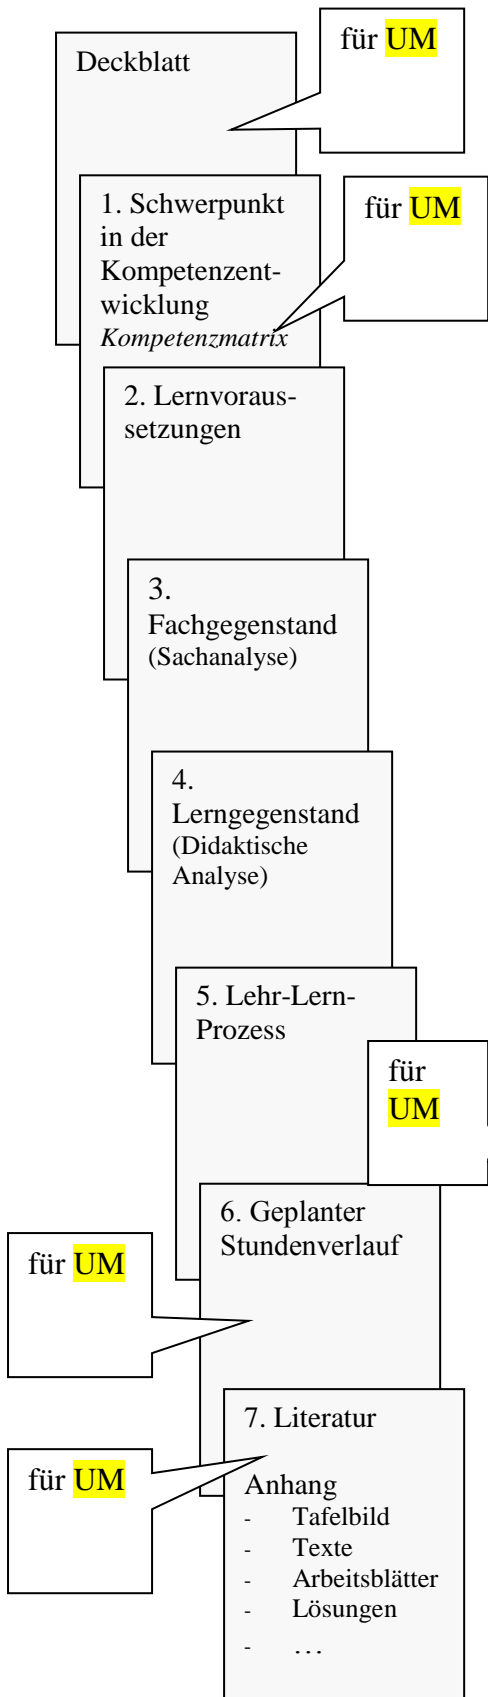 für UM
Deckblatt
für UM
1. Schwerpunkt
in der
Kompetenzent-
wicklung
Kompetenzmatrix
2. Lernvoraus-
setzungen
3.
Fachgegenstand
(Sachanalyse)
4.
Lerngegenstand
(Didaktische
Analyse)
5. Lehr-Lern-
Prozess
für
UM
6. Geplanter
Stundenverlauf
für UM
7. Literatur
für UM
Anhang
- Tafelbild
- Texte
- Arbeitsblätter
- Lösungen
- …